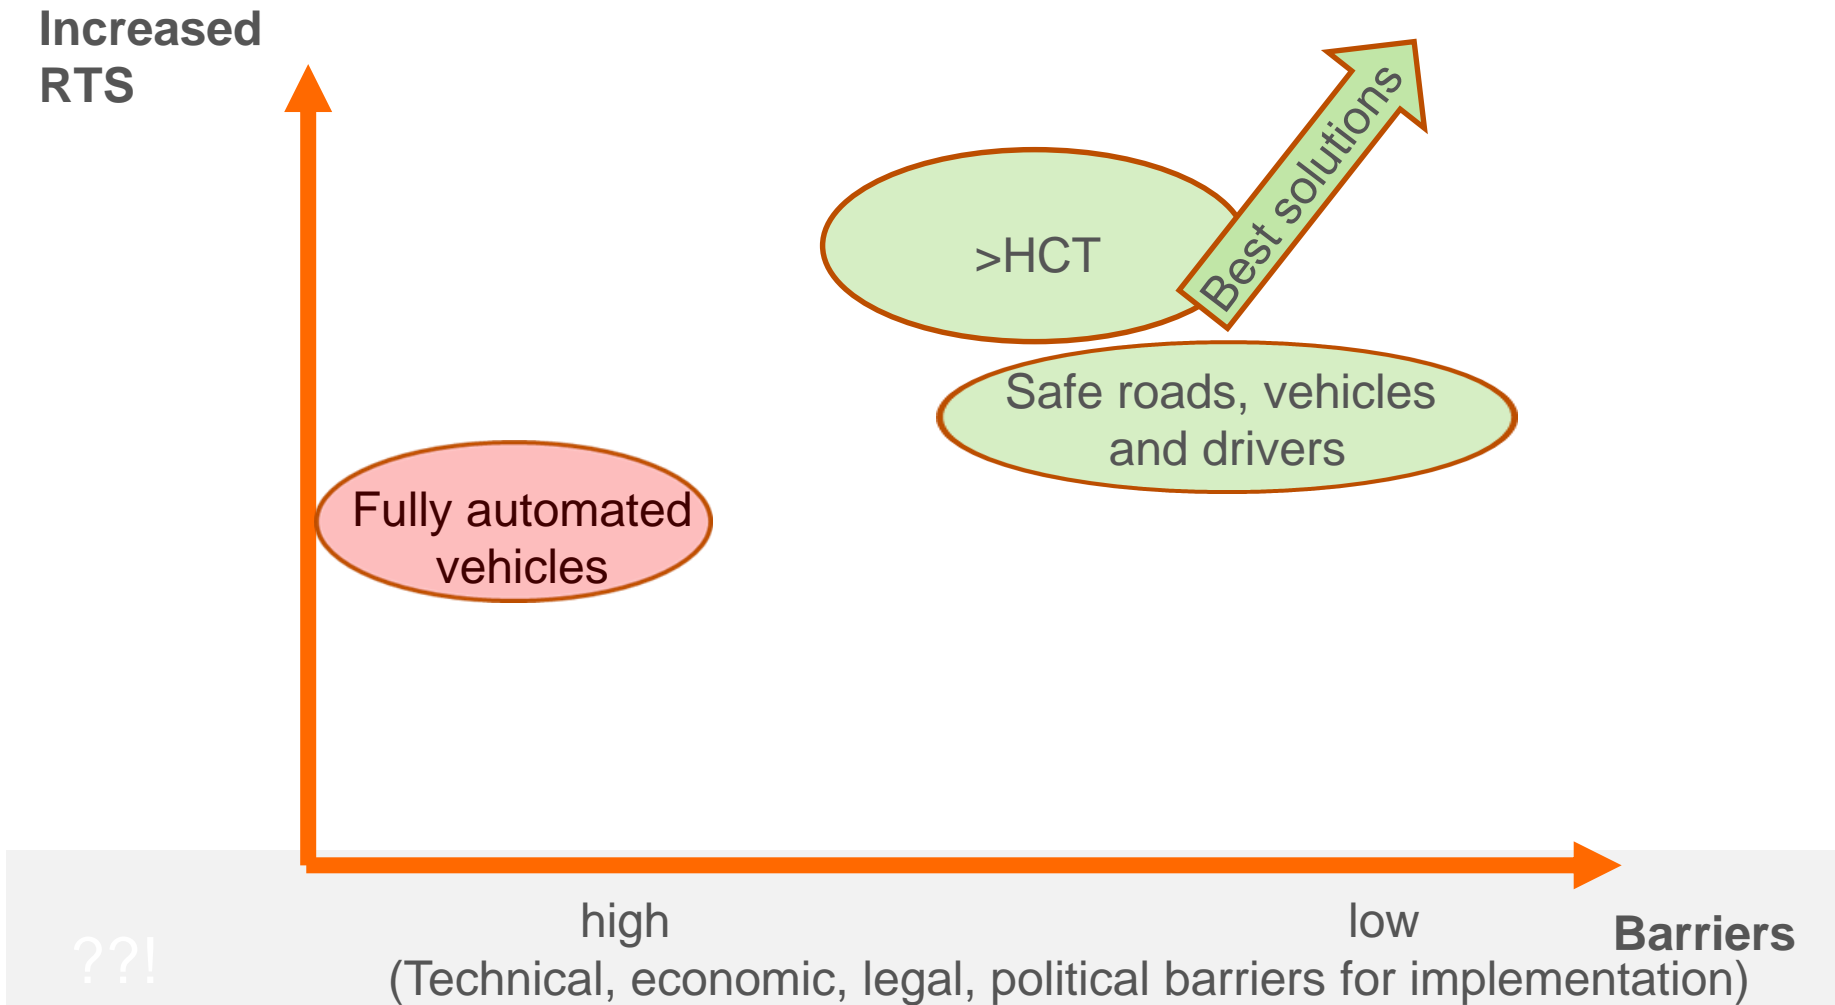 Increased
RTS
Best solutions
>HCT
Safe roads, vehicles
and drivers
Fully automated
vehicles
high
low
Barriers
??!
(Technical, economic, legal, political barriers for implementation)